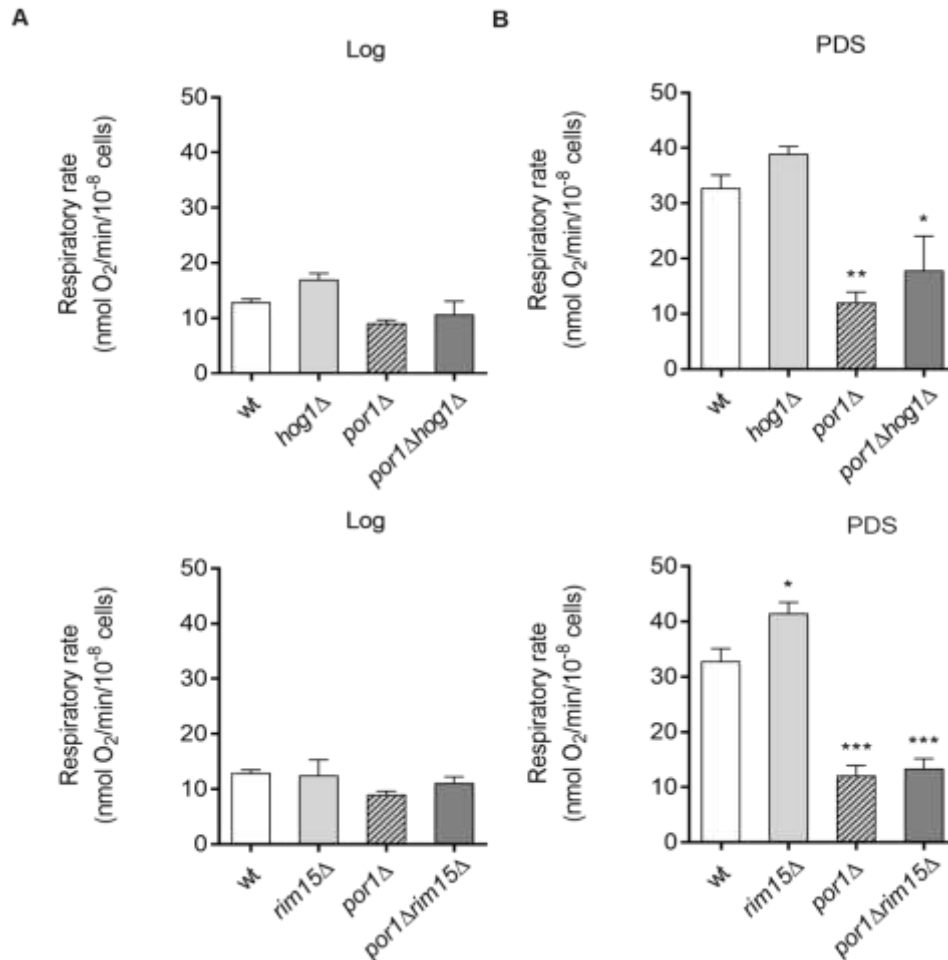 A
Log
Respiratory rate
(nmol O₂/min/10⁻⁸ cells)
50
40
30
20
10
0
wt
hog1Δ
por1Δ
por1Δhog1Δ
B
PDS
Respiratory rate
(nmol O₂/min/10⁻⁸ cells)
50
40
30
20
10
0
**
*
wt
hog1Δ
por1Δ
por1Δhog1Δ
Log
Respiratory rate
(nmol O₂/min/10⁻⁸ cells)
50
40
30
20
10
0
wt
rim15Δ
por1Δ
por1Δrim15Δ
PDS
Respiratory rate
(nmol O₂/min/10⁻⁸ cells)
50
40
30
20
10
0
*
***
***
wt
rim15Δ
por1Δ
por1Δrim15Δ